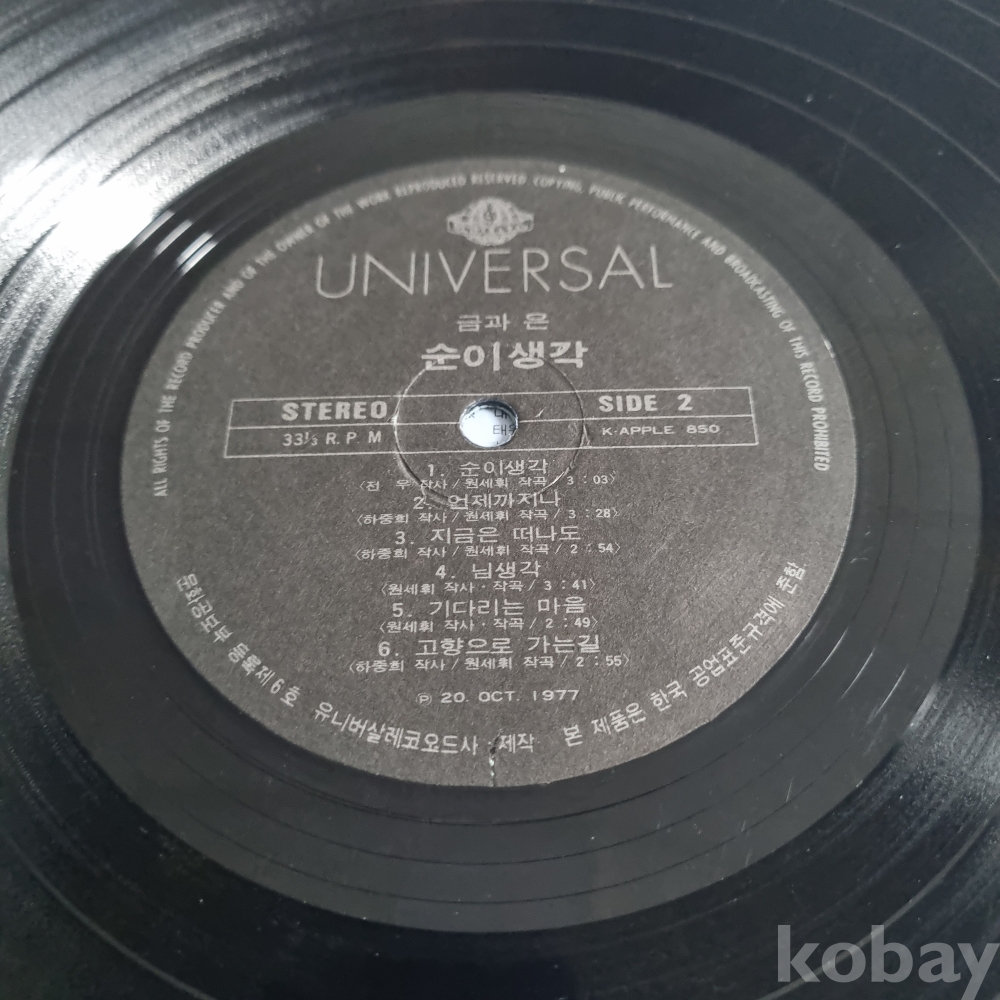 ALL RIGHTS OF THE RECORD PRODUCER AND OF THE OWNER OF THE WORK REPRODUCED RESERVED COPYING, PUBLIC PERFORMANCE AND BROADCASTING OF THIS RECORD PROHIBITED
UNIVERSAL
금과 은
순이생각
STEREO SIDE 2
33⅓ R.P.M K-APPLE 850
1. 순이생각
〈전 우 작사/원세휘 작곡/3:03〉
2. 언제까지나
〈하중희 작사/원세휘 작곡/3:28〉
3. 지금은 떠나도
〈하중희 작사/원세휘 작곡/2:54〉
4. 님생각
〈원세휘 작사·작곡/3:41〉
5. 기다리는 마음
〈원세휘 작사·작곡/2:49〉
6. 고향으로 가는길
〈하중희 작사/원세휘 작곡/2:55〉
Ⓟ 20. OCT. 1977
문화공보부 등록제6호 유니버살레코오드사·제작 본 제품은 한국 공업표준규격에 준함
kobay